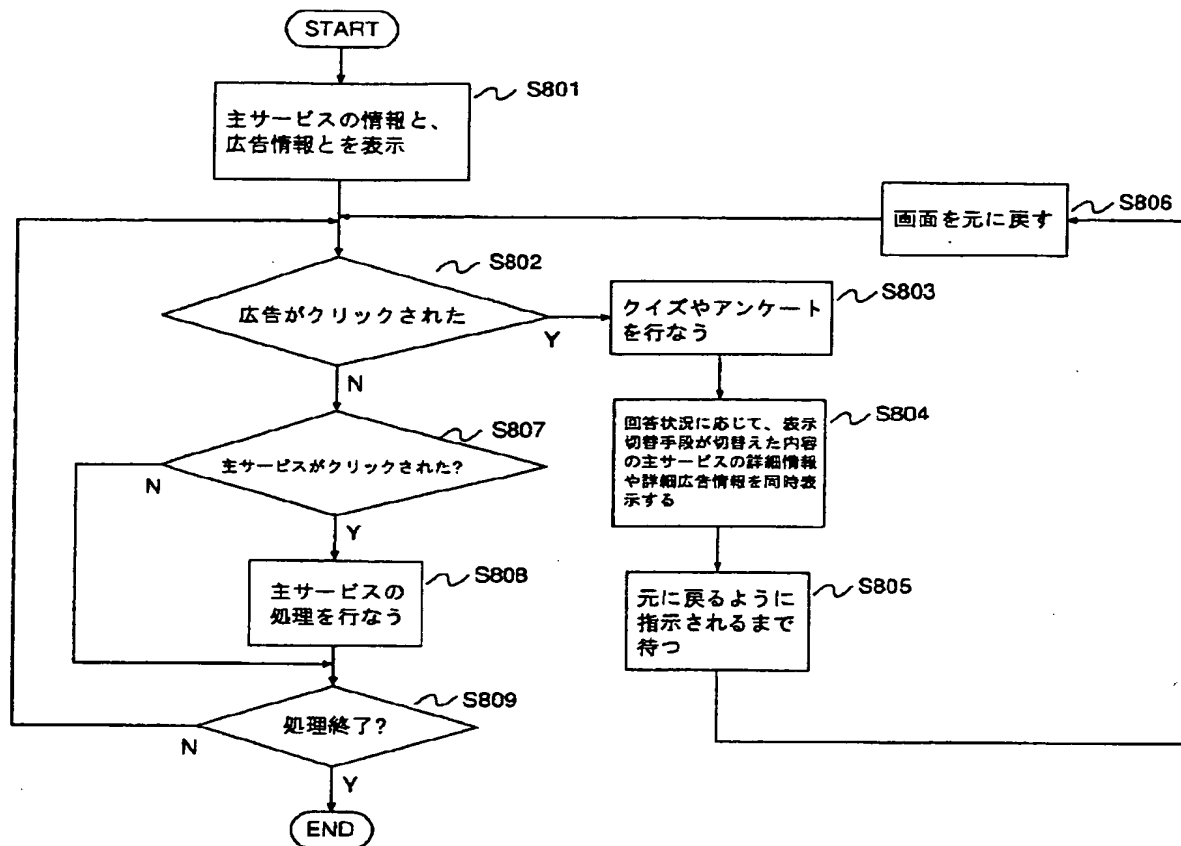 START
S801
主サービスの情報と、
広告情報とを表示
S806
画面を元に戻す
S802
広告がクリックされた
Y
N
S803
クイズやアンケート
を行なう
S804
回答状況に応じて、表示
切替手段が切替えた内容
の主サービスの詳細情報
や詳細広告情報を同時表
示する
S807
主サービスがクリックされた?
N
Y
S808
主サービスの
処理を行なう
S805
元に戻るように
指示されるまで
待つ
S809
処理終了?
N
Y
END